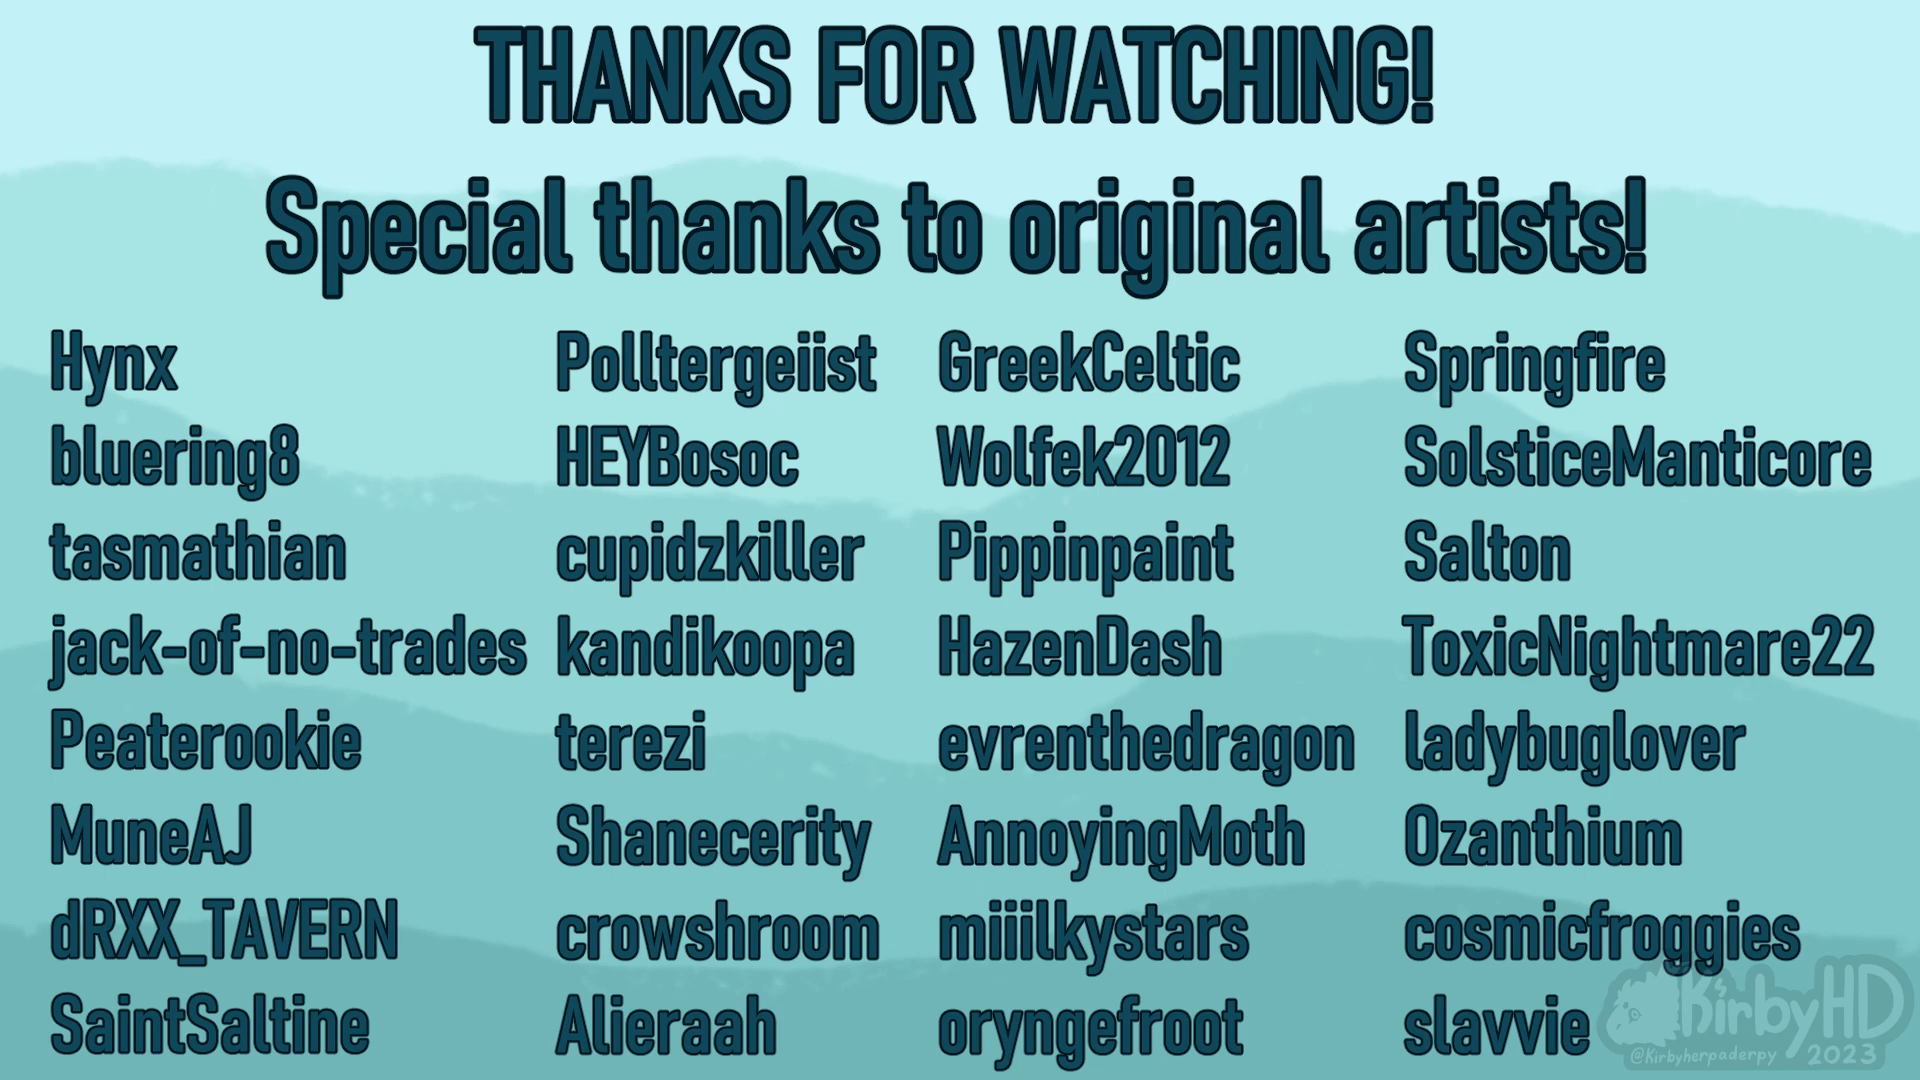 THANKS FOR WATCHING!
Special thanks to original artists!
Hynx
bluering8
tasmathian
jack-of-no-trades
Peaterookie
MuneAJ
dRXX_TAVERN
SaintSaltine
Polltergeiist
HEYBosoc
cupidzkiller
kandikoopa
terezi
Shanecerity
crowshroom
Alieraah
GreekCeltic
Wolfek2012
Pippinpaint
HazenDash
evrenthedragon
AnnoyingMoth
miiilkystars
oryngefroot
Springfire
SolsticeManticore
Salton
ToxicNightmare22
ladybuglover
Ozanthium
cosmicfroggies
slavvie
KirbyHD
@Kirbyherpaderpy 2023